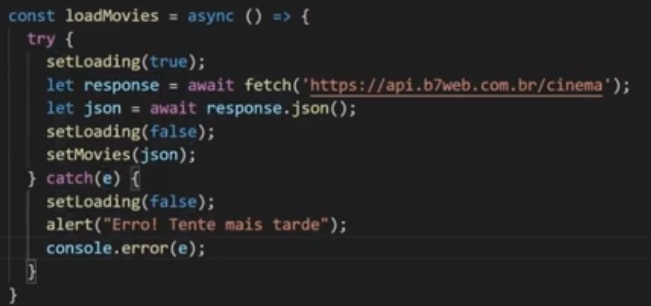 const loadMovies = async () => {
try {
setLoading(true);
let response = await fetch('https://api.b7web.com.br/cinema');
let json = await response.json();
setLoading(false);
setMovies(json);
} catch(e) {
setLoading(false);
alert("Erro! Tente mais tarde");
console.error(e);
}
}